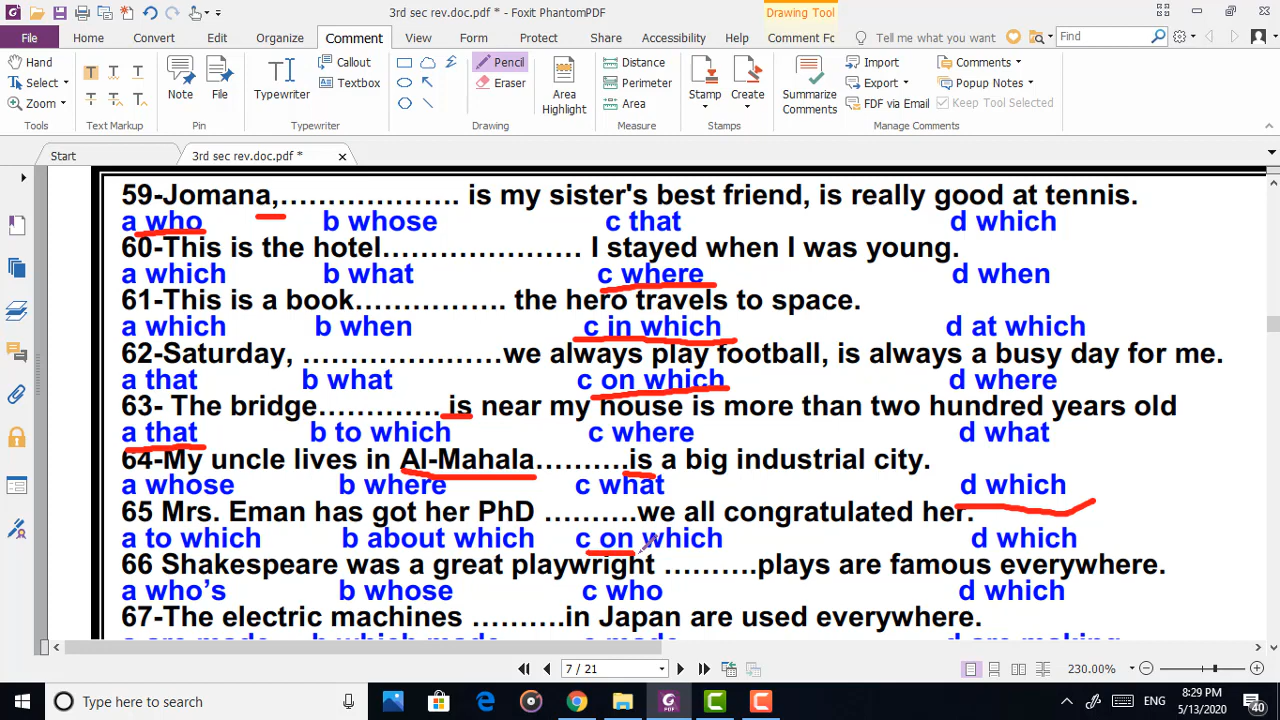 3rd sec rev.doc.pdf * - Foxit PhantomPDF
Drawing Tool
File Home Convert Edit Organize Comment View Form Protect Share Accessibility Help Comment Fc Tell me what you want Find
Hand
Select
Zoom
Tools
Text Markup
Note
File
Pin
Typewriter
Callout
Textbox
Typewriter
Pencil
Eraser
Drawing
Area Highlight
Distance
Perimeter
Area
Measure
Stamp
Create
Stamps
Summarize Comments
Import
Export
FDF via Email
Comments
Popup Notes
Keep Tool Selected
Manage Comments
Start 3rd sec rev.doc.pdf *
59-Jomana,………………. is my sister's best friend, is really good at tennis.
a who b whose c that d which
60-This is the hotel………………… I stayed when I was young.
a which b what c where d when
61-This is a book……………. the hero travels to space.
a which b when c in which d at which
62-Saturday, …………………we always play football, is always a busy day for me.
a that b what c on which d where
63- The bridge………….. is near my house is more than two hundred years old
a that b to which c where d what
64-My uncle lives in Al-Mahala……….is a big industrial city.
a whose b where c what d which
65 Mrs. Eman has got her PhD ……….we all congratulated her.
a to which b about which c on which d which
66 Shakespeare was a great playwright ……….plays are famous everywhere.
a who’s b whose c who d which
67-The electric machines ……….in Japan are used everywhere.
a are made b which made c made d are making
7 / 21
230.00%
Type here to search
ENG
8:29 PM
5/13/2020
40